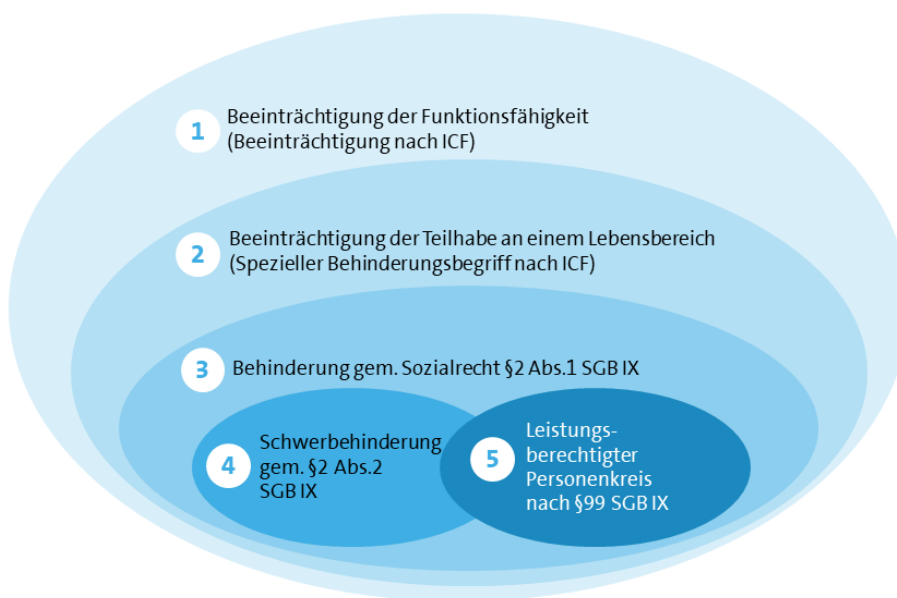 1 Beeinträchtigung der Funktionsfähigkeit
(Beeinträchtigung nach ICF)
2 Beeinträchtigung der Teilhabe an einem Lebensbereich
(Spezieller Behinderungsbegriff nach ICF)
3 Behinderung gem. Sozialrecht §2 Abs.1 SGB IX
4 Schwerbehinderung
gem. §2 Abs.2
SGB IX
5 Leistungs-
berechtigter
Personenkreis
nach §99 SGB IX